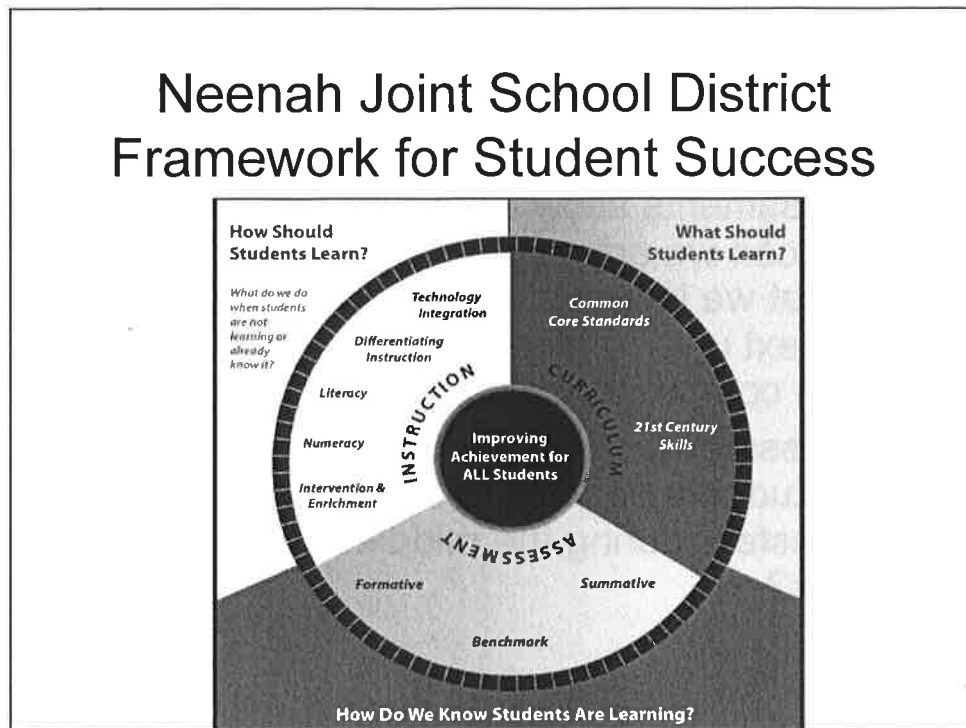 Neenah Joint School District
Framework for Student Success
How Should
Students Learn?
What do we do
when students
are not
learning or
already
know it?
Technology
Integration
Differentiating
Instruction
Literacy
Numeracy
Intervention &
Enrichment
INSTRUCTION
What Should
Students Learn?
Common
Core Standards
21st Century
Skills
CURRICULUM
Improving
Achievement for
ALL Students
ASSESSMENT
Formative
Summative
Benchmark
How Do We Know Students Are Learning?